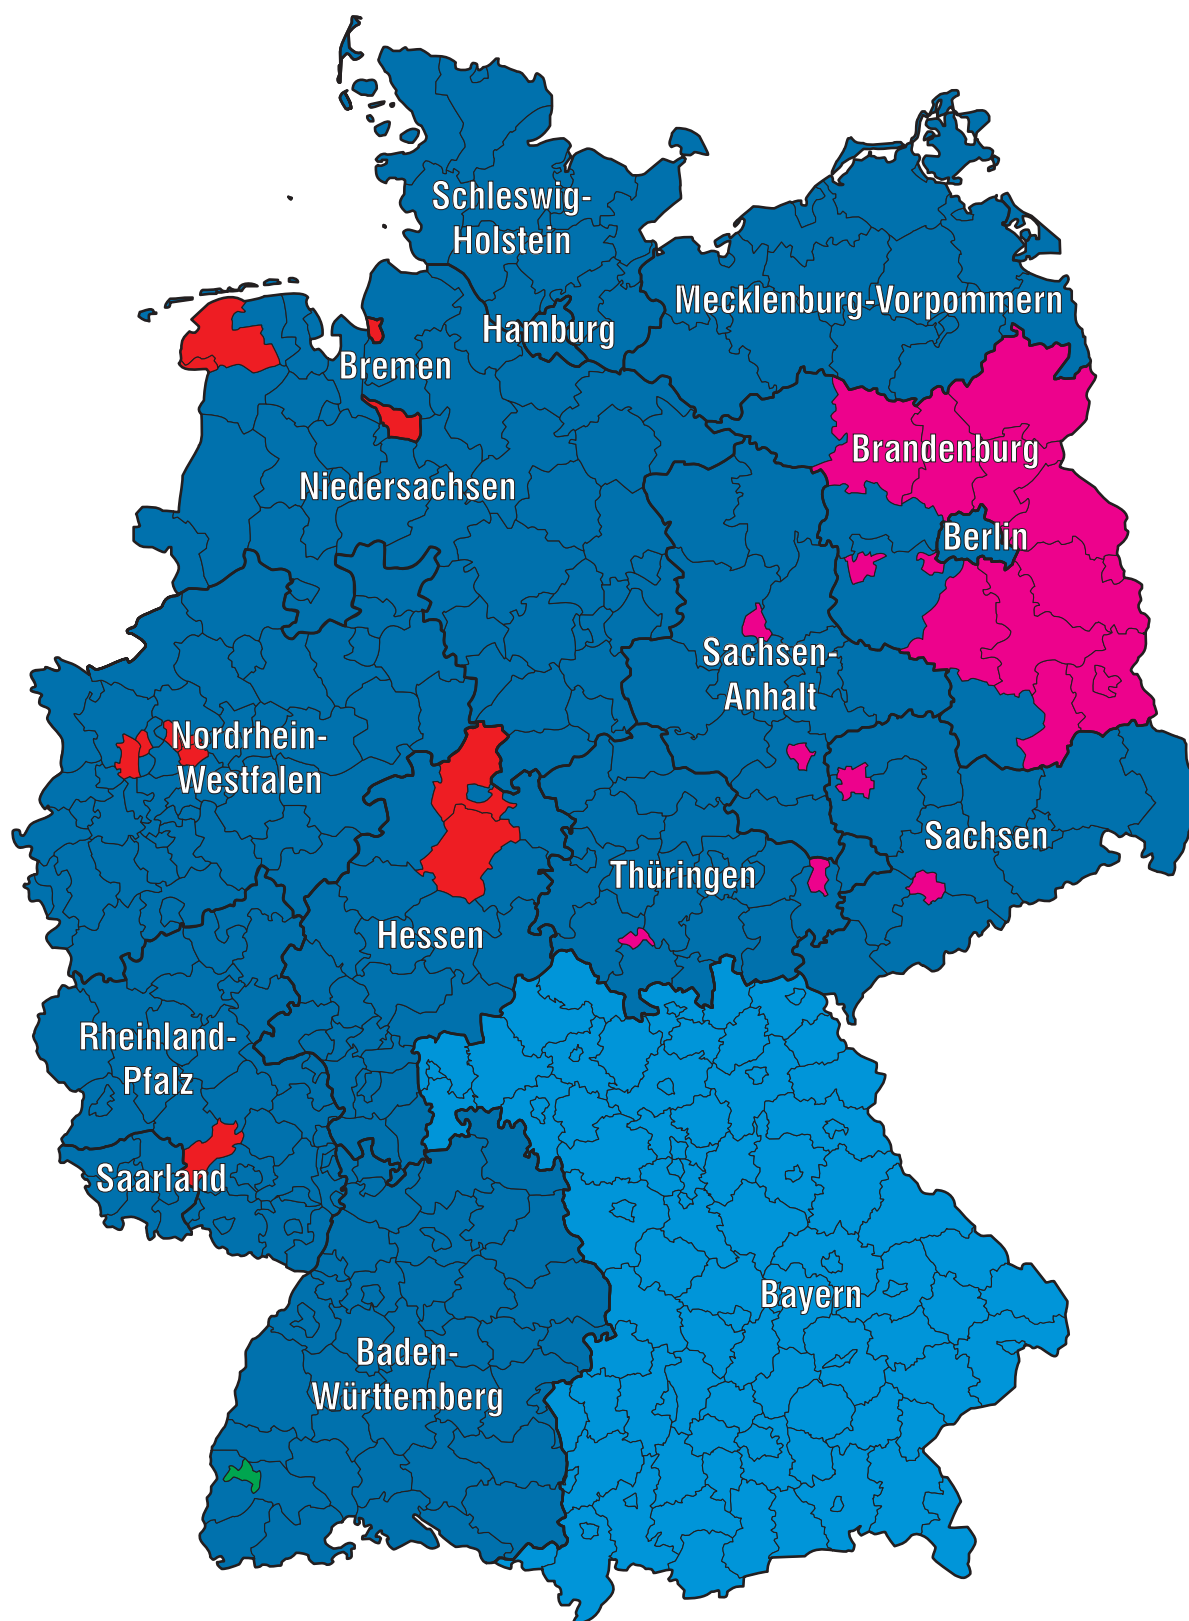 Schleswig-
Holstein
Mecklenburg-Vorpommern
Hamburg
Bremen
Brandenburg
Niedersachsen
Berlin
Sachsen-
Anhalt
Nordrhein-
Westfalen
Sachsen
Thüringen
Hessen
Rheinland-
Pfalz
Saarland
Bayern
Baden-
Württemberg